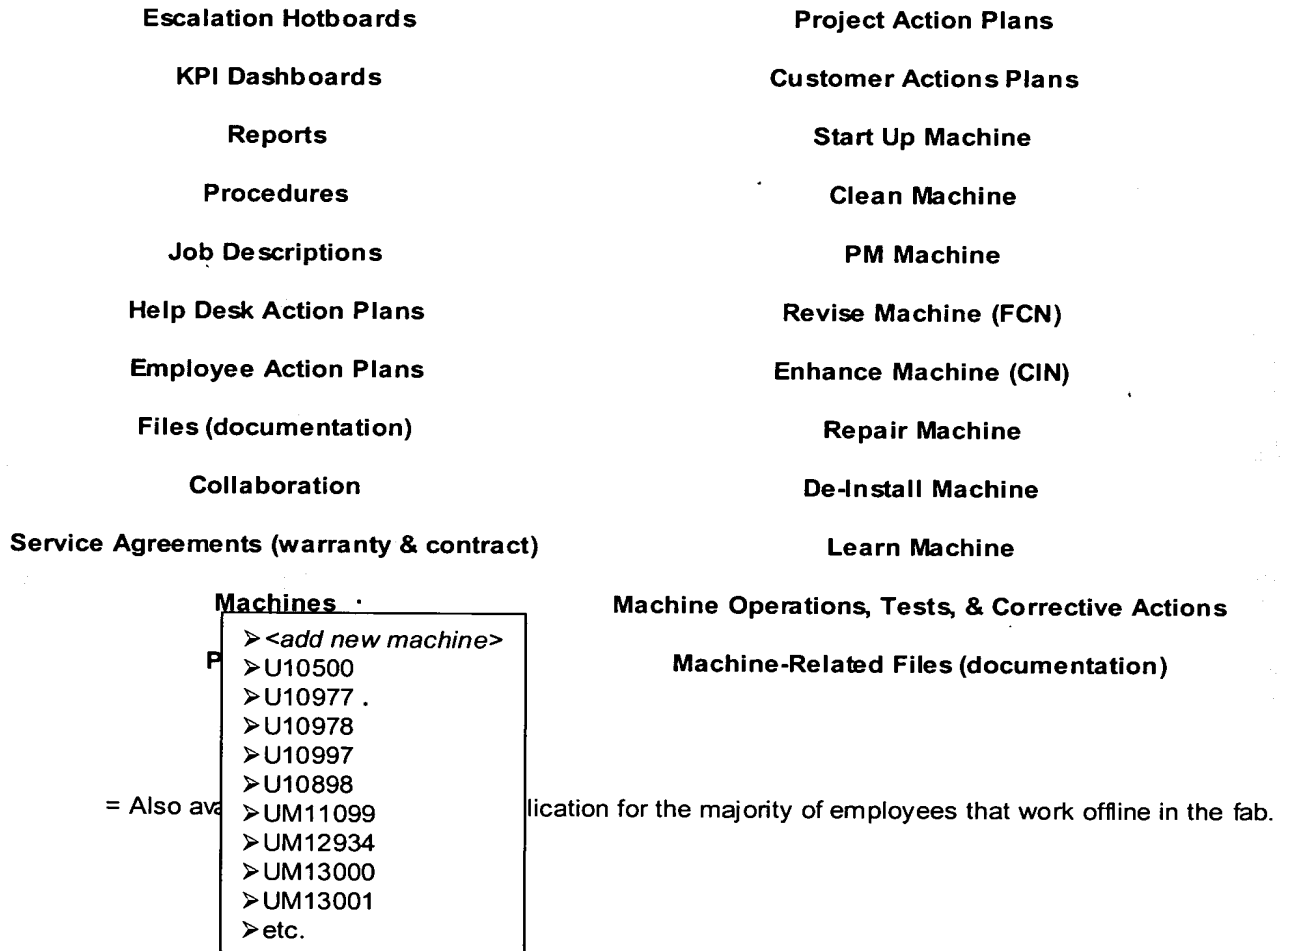 Escalation Hotboards
KPI Dashboards
Reports
Procedures
Job Descriptions
Help Desk Action Plans
Employee Action Plans
Files (documentation)
Collaboration
Service Agreements (warranty & contract)
Machines
P
➢<add new machine>
➢U10500
➢U10977 .
➢U10978
➢U10997
➢U10898
➢UM11099
➢UM12934
➢UM13000
➢UM13001
➢etc.
Project Action Plans
Customer Actions Plans
Start Up Machine
Clean Machine
PM Machine
Revise Machine (FCN)
Enhance Machine (CIN)
Repair Machine
De-Install Machine
Learn Machine
Machine Operations, Tests, & Corrective Actions
Machine-Related Files (documentation)
= Also ava lication for the majority of employees that work offline in the fab.